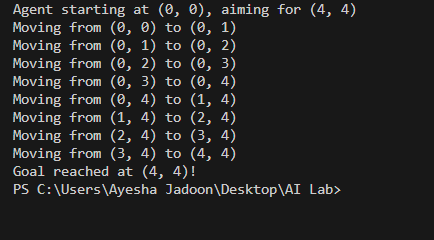 Agent starting at (0, 0), aiming for (4, 4)
Moving from (0, 0) to (0, 1)
Moving from (0, 1) to (0, 2)
Moving from (0, 2) to (0, 3)
Moving from (0, 3) to (0, 4)
Moving from (0, 4) to (1, 4)
Moving from (1, 4) to (2, 4)
Moving from (2, 4) to (3, 4)
Moving from (3, 4) to (4, 4)
Goal reached at (4, 4)!
PS C:\Users\Ayesha Jadoon\Desktop\AI Lab>